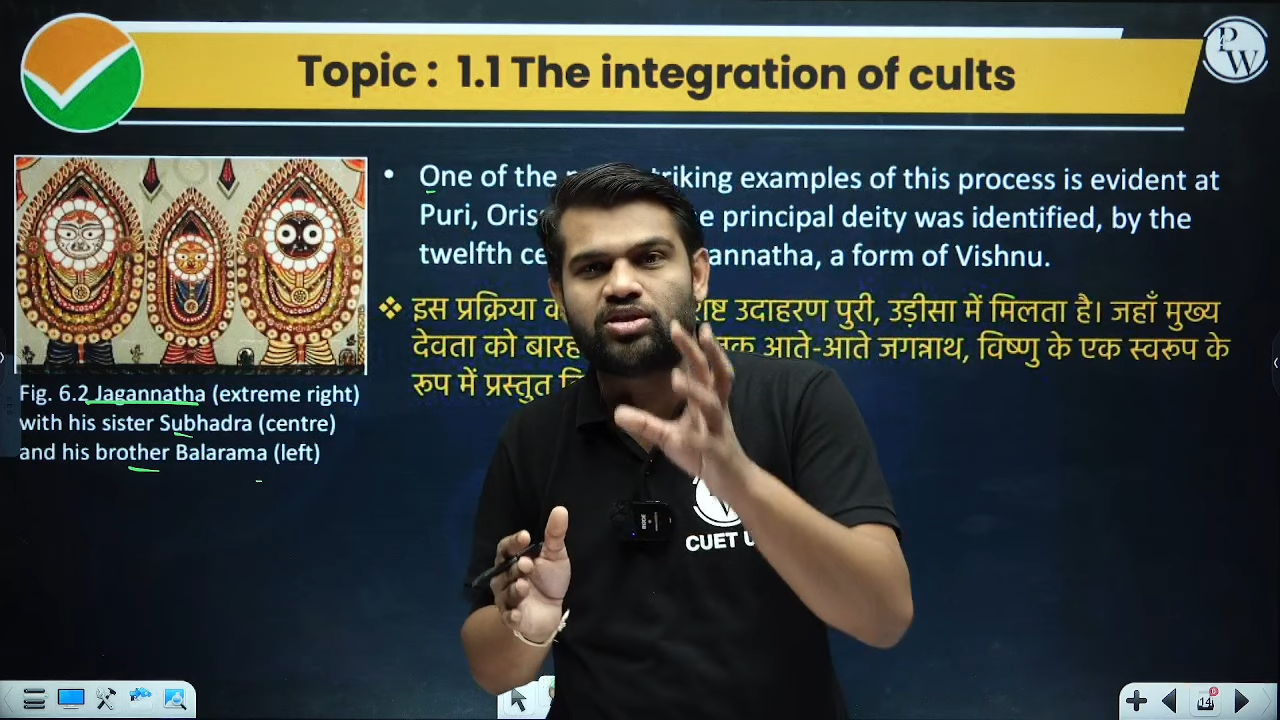 Topic : 1.1 The integration of cults
PW
One of the triking examples of this process is evident at
Puri, Oris principal deity was identified, by the
twelfth ce annatha, a form of Vishnu.
इस प्रक्रिया उदाहरण पुरी, उड़ीसा में मिलता है। जहाँ मुख्य
देवता को बारह आते-आते जगन्नाथ, विष्णु के एक स्वरूप के
रूप में प्रस्तुत
Fig. 6.2 Jagannatha (extreme right)
with his sister Subhadra (centre)
and his brother Balarama (left)
CUET U
14